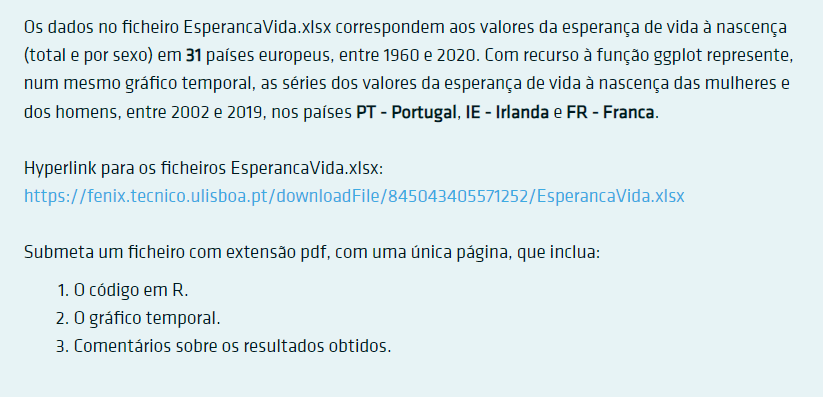 Os dados no ficheiro EsperancaVida.xlsx correspondem aos valores da esperança de vida à nascença
(total e por sexo) em 31 países europeus, entre 1960 e 2020. Com recurso à função ggplot represente,
num mesmo gráfico temporal, as séries dos valores da esperança de vida à nascença das mulheres e
dos homens, entre 2002 e 2019, nos países PT - Portugal, IE - Irlanda e FR - Franca.
Hyperlink para os ficheiros EsperancaVida.xlsx:
https://fenix.tecnico.ulisboa.pt/downloadFile/845043405571252/EsperancaVida.xlsx
Submeta um ficheiro com extensão pdf, com uma única página, que inclua:
1. O código em R.
2. O gráfico temporal.
3. Comentários sobre os resultados obtidos.